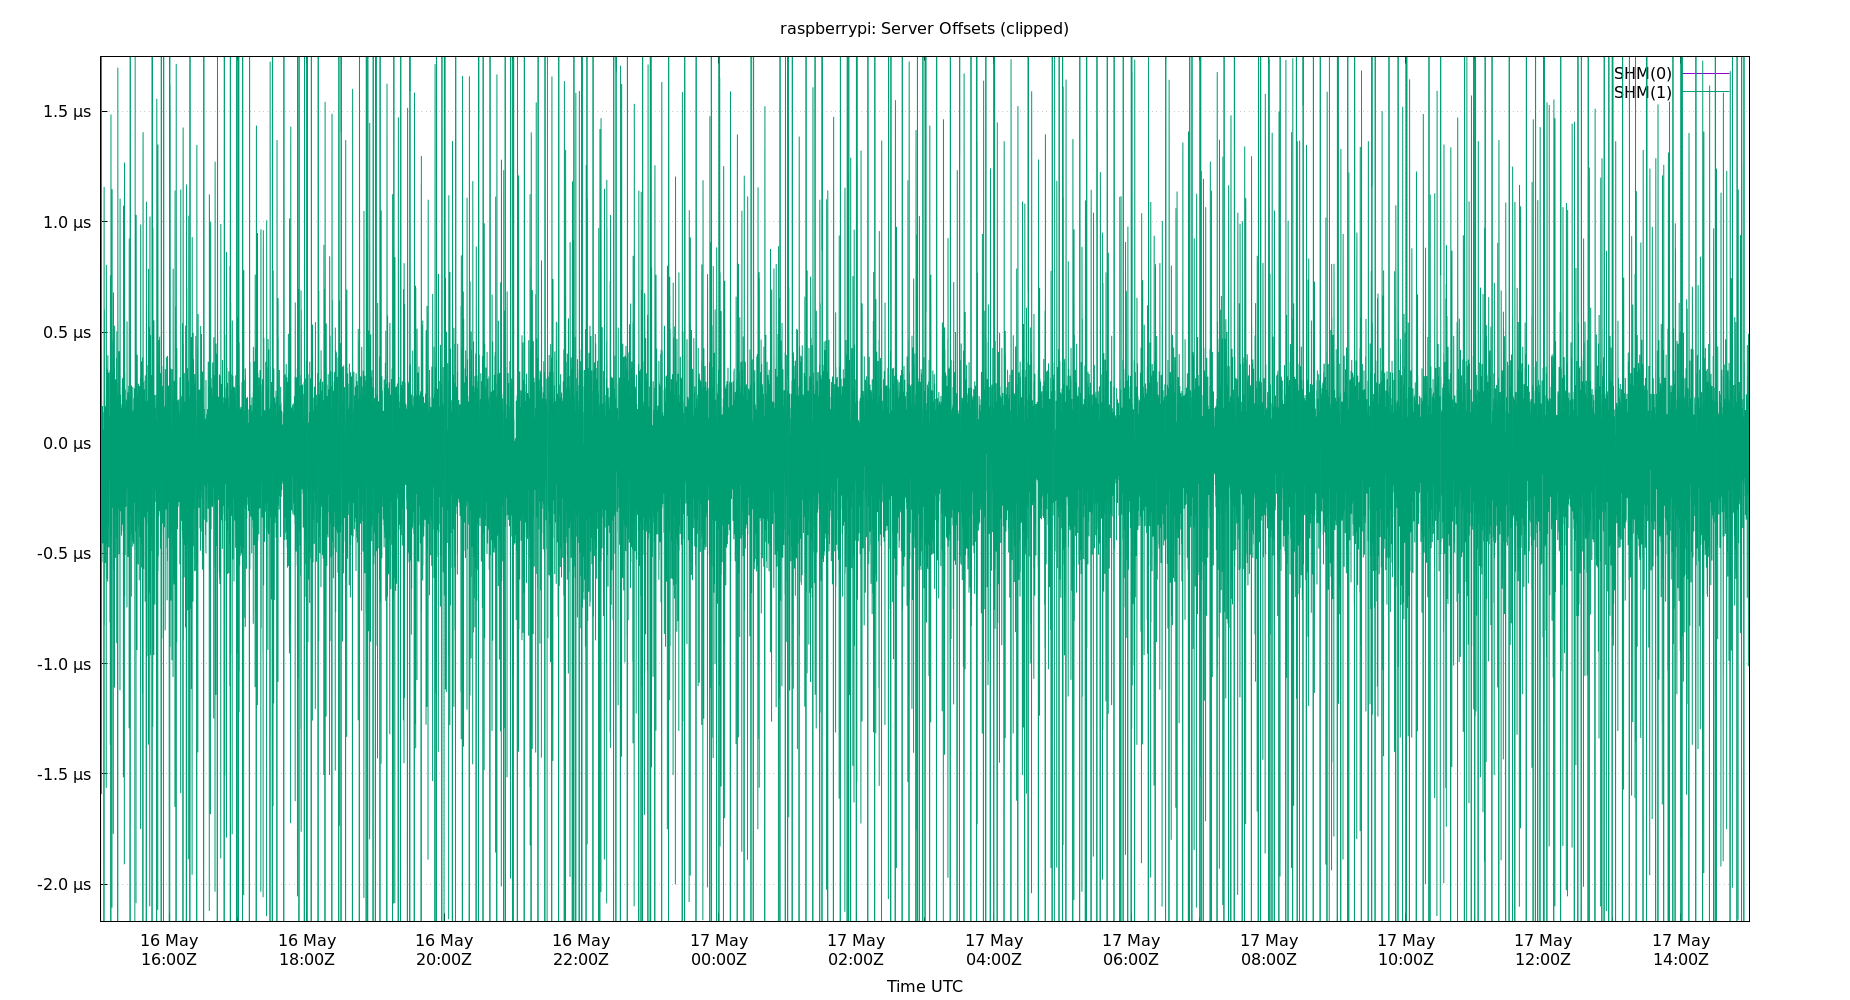 raspberrypi: Server Offsets (clipped)
SHM(0)
SHM(1)
1.5 µs
1.0 µs
0.5 µs
0.0 µs
-0.5 µs
-1.0 µs
-1.5 µs
-2.0 µs
16 May 16 May 16 May 16 May 17 May 17 May 17 May 17 May 17 May 17 May 17 May 17 May
16:00Z 18:00Z 20:00Z 22:00Z 00:00Z 02:00Z 04:00Z 06:00Z 08:00Z 10:00Z 12:00Z 14:00Z
Time UTC